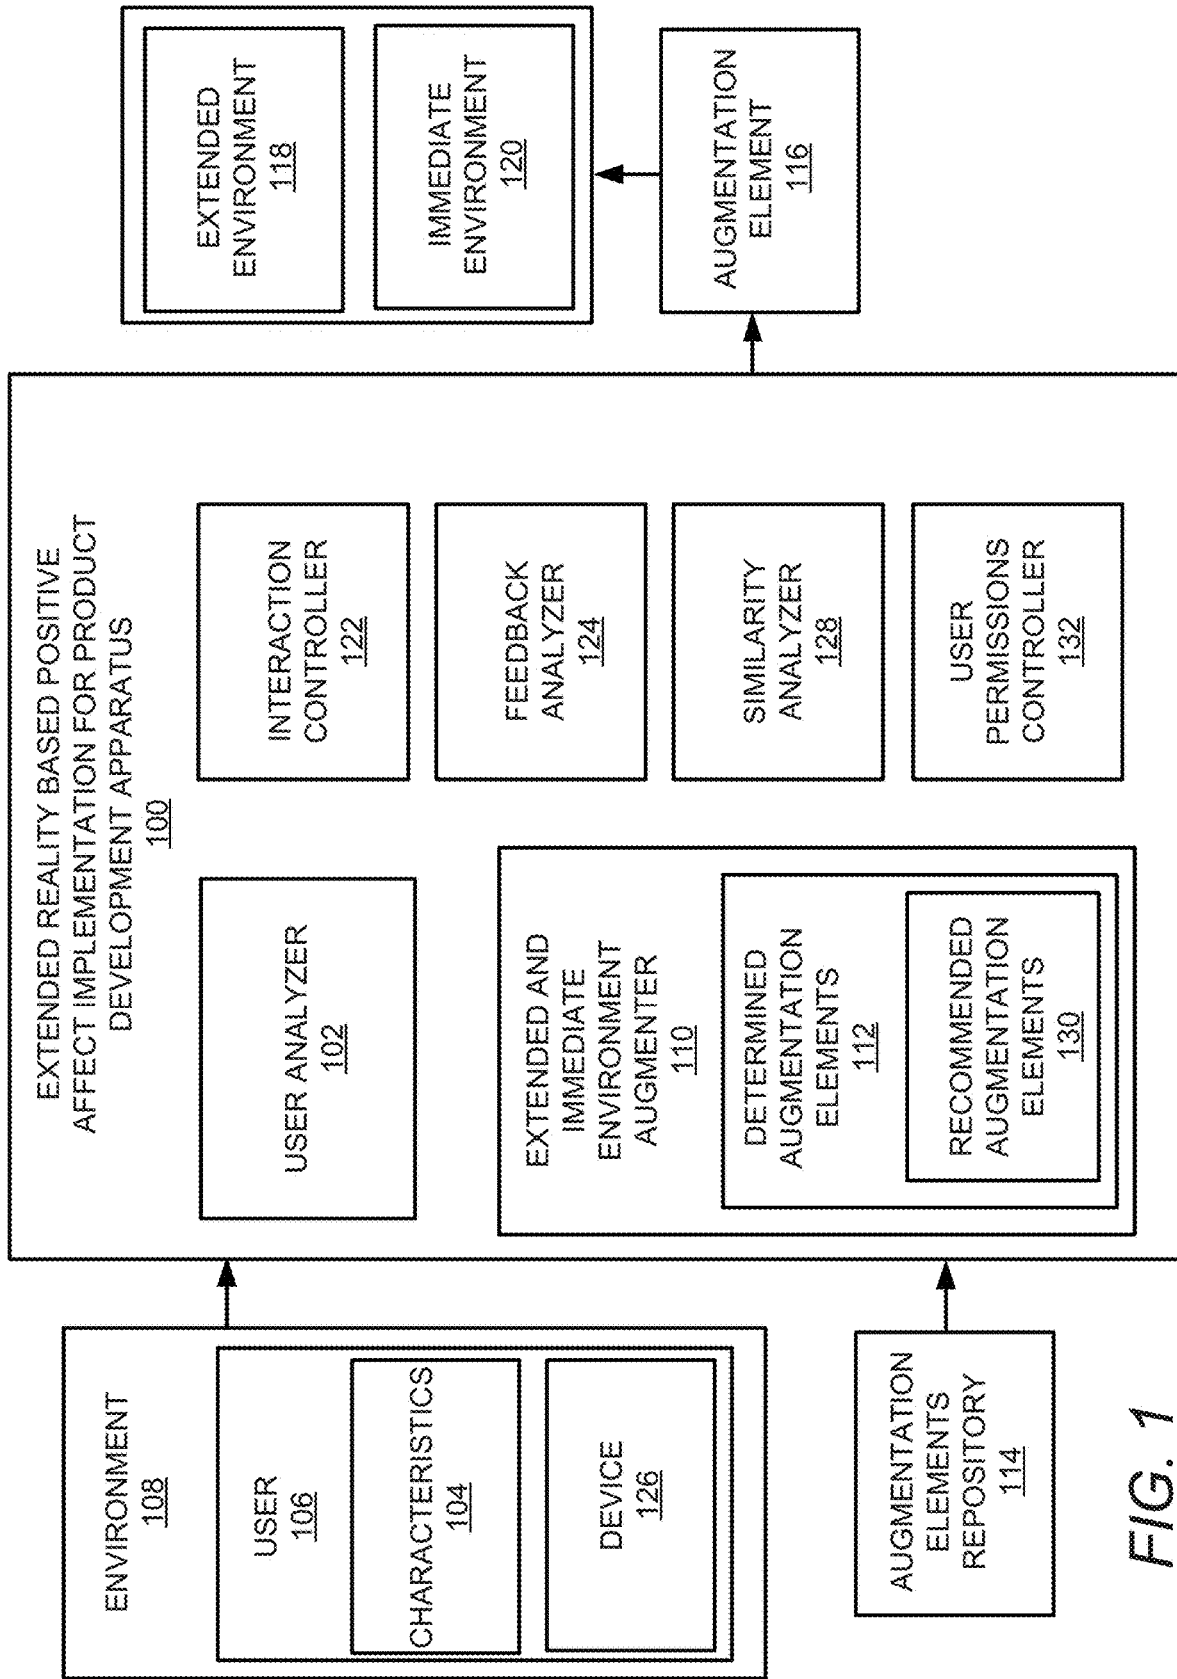 EXTENDED REALITY BASED POSITIVE
AFFECT IMPLEMENTATION FOR PRODUCT
DEVELOPMENT APPARATUS
100
ENVIRONMENT
108
USER
106
CHARACTERISTICS
104
DEVICE
126
AUGMENTATION
ELEMENTS
REPOSITORY
114
USER ANALYZER
102
EXTENDED AND
IMMEDIATE
ENVIRONMENT
AUGMENTER
110
DETERMINED
AUGMENTATION
ELEMENTS
112
RECOMMENDED
AUGMENTATION
ELEMENTS
130
INTERACTION
CONTROLLER
122
FEEDBACK
ANALYZER
124
SIMILARITY
ANALYZER
128
USER
PERMISSIONS
CONTROLLER
132
EXTENDED
ENVIRONMENT
118
IMMEDIATE
ENVIRONMENT
120
AUGMENTATION
ELEMENT
116
FIG. 1